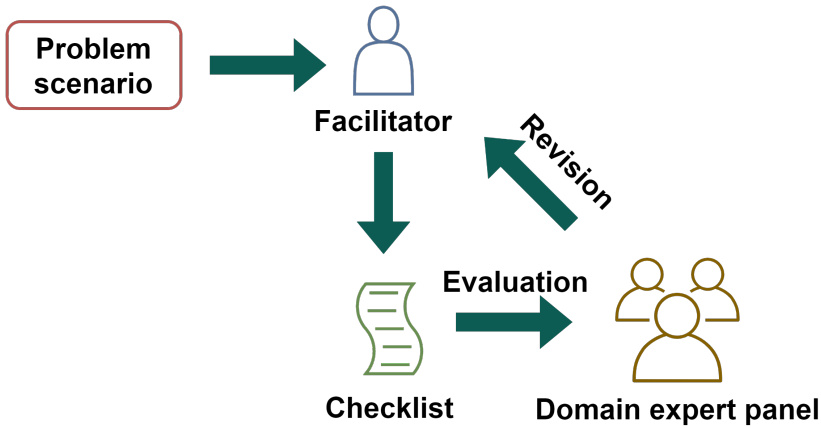 Problem
scenario
Facilitator
Revision
Evaluation
Checklist
Domain expert panel